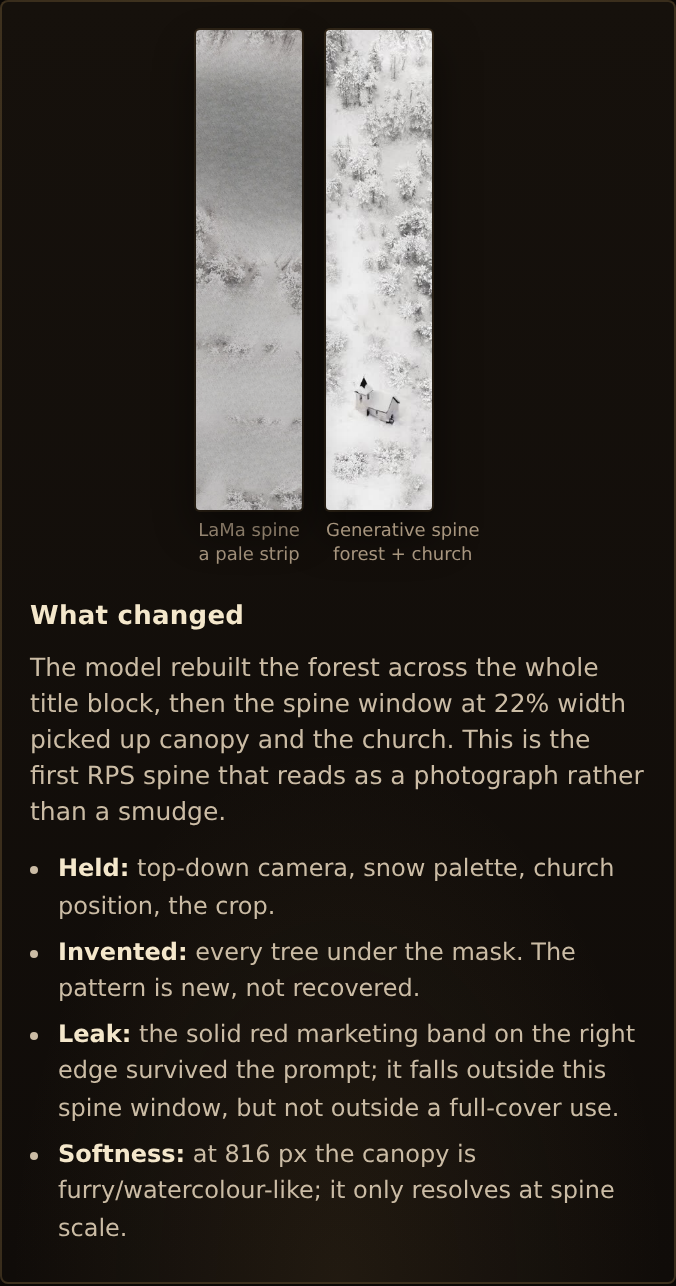 LaMa spine
a pale strip
Generative spine
forest + church
What changed
The model rebuilt the forest across the whole
title block, then the spine window at 22% width
picked up canopy and the church. This is the
first RPS spine that reads as a photograph rather
than a smudge.
• Held: top-down camera, snow palette, church
position, the crop.
• Invented: every tree under the mask. The
pattern is new, not recovered.
• Leak: the solid red marketing band on the right
edge survived the prompt; it falls outside this
spine window, but not outside a full-cover use.
• Softness: at 816 px the canopy is
furry/watercolour-like; it only resolves at spine
scale.